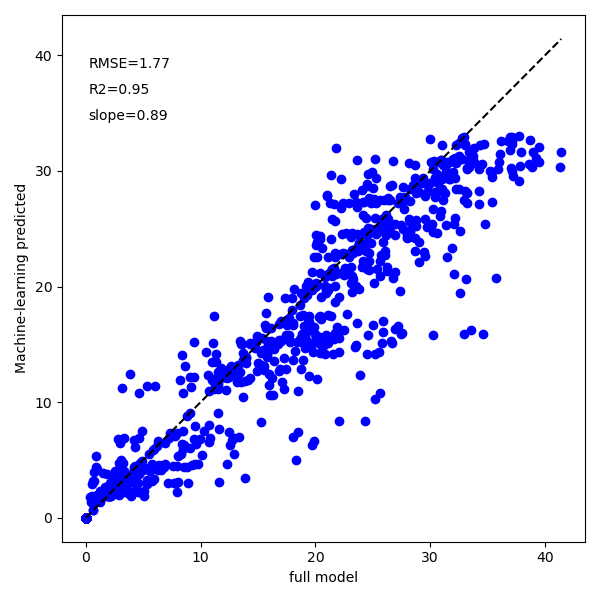 RMSE=1.77
R2=0.95
slope=0.89
Machine-learning predicted
40
30
20
10
0
0 10 20 30 40
full model